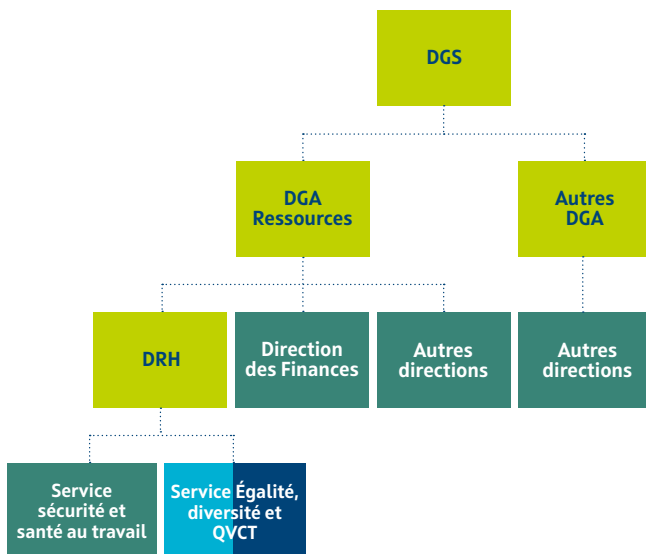 DGS
DGA
Ressources
Autres
DGA
DRH
Direction
des Finances
Autres
directions
Autres
directions
Service
sécurité et
santé au travail
Service Égalité,
diversité et
QVCT